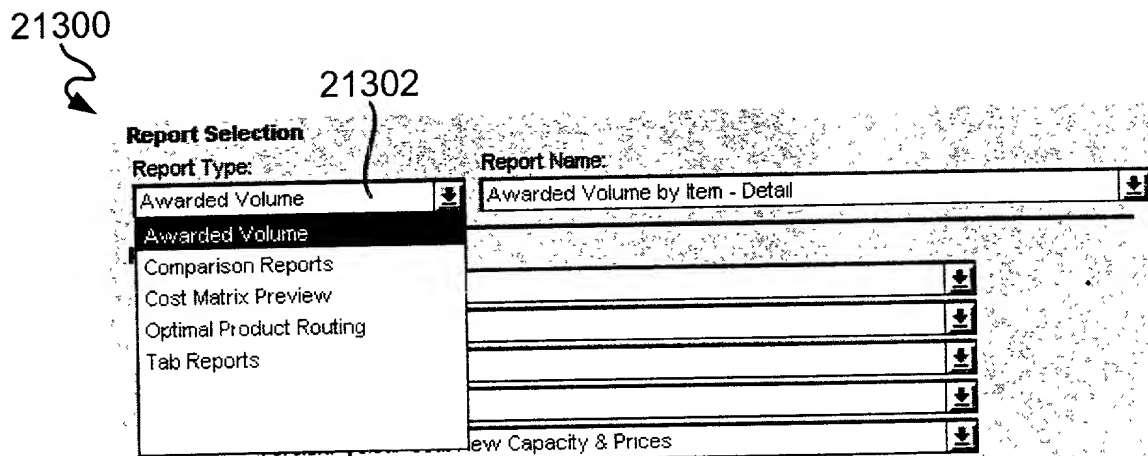 21300
21302
Report Selection
Report Type:
Report Name:
Awarded Volume
Awarded Volume by Item - Detail
Awarded Volume
Comparison Reports
Cost Matrix Preview
Optimal Product Routing
Tab Reports
Capacity & Prices